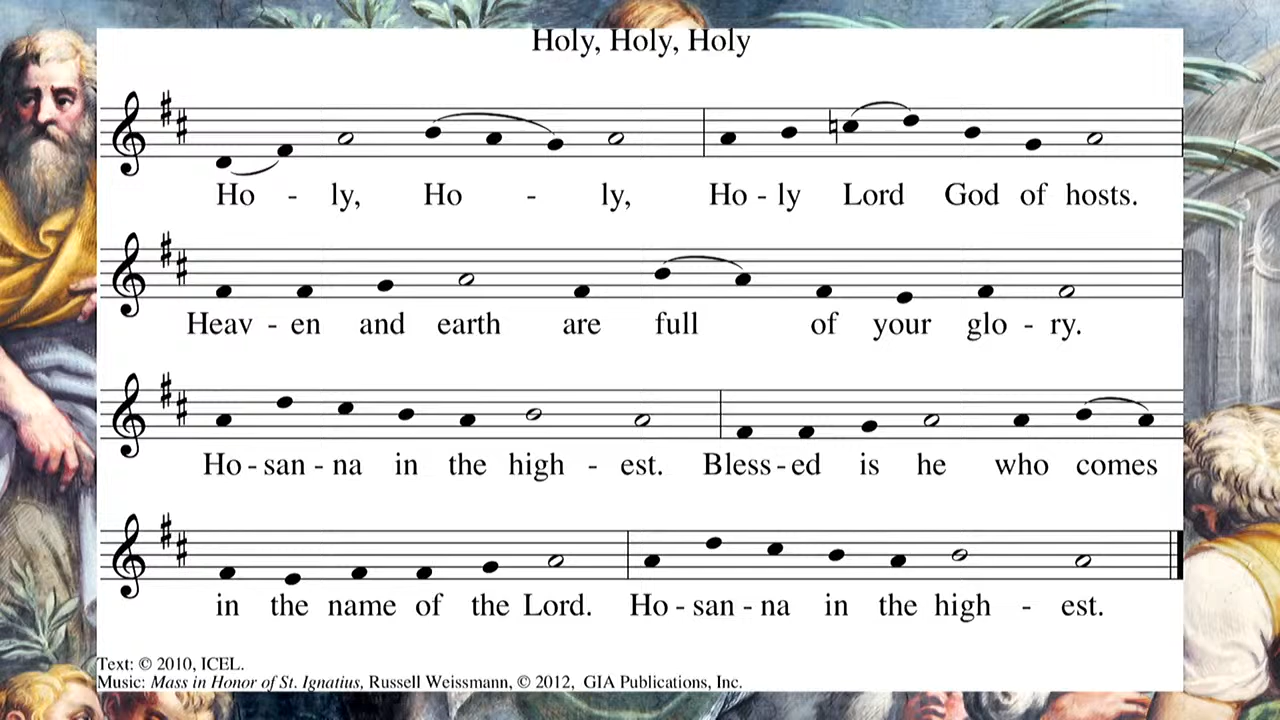 Holy, Holy, Holy
Ho - ly, Ho - ly, Ho - ly Lord God of hosts.
Heav - en and earth are full of your glo - ry.
Ho - san - na in the high - est. Bless - ed is he who comes
in the name of the Lord. Ho - san - na in the high - est.
Text: © 2010, ICEL.
Music: Mass in Honor of St. Ignatius, Russell Weissmann, © 2012, GIA Publications, Inc.